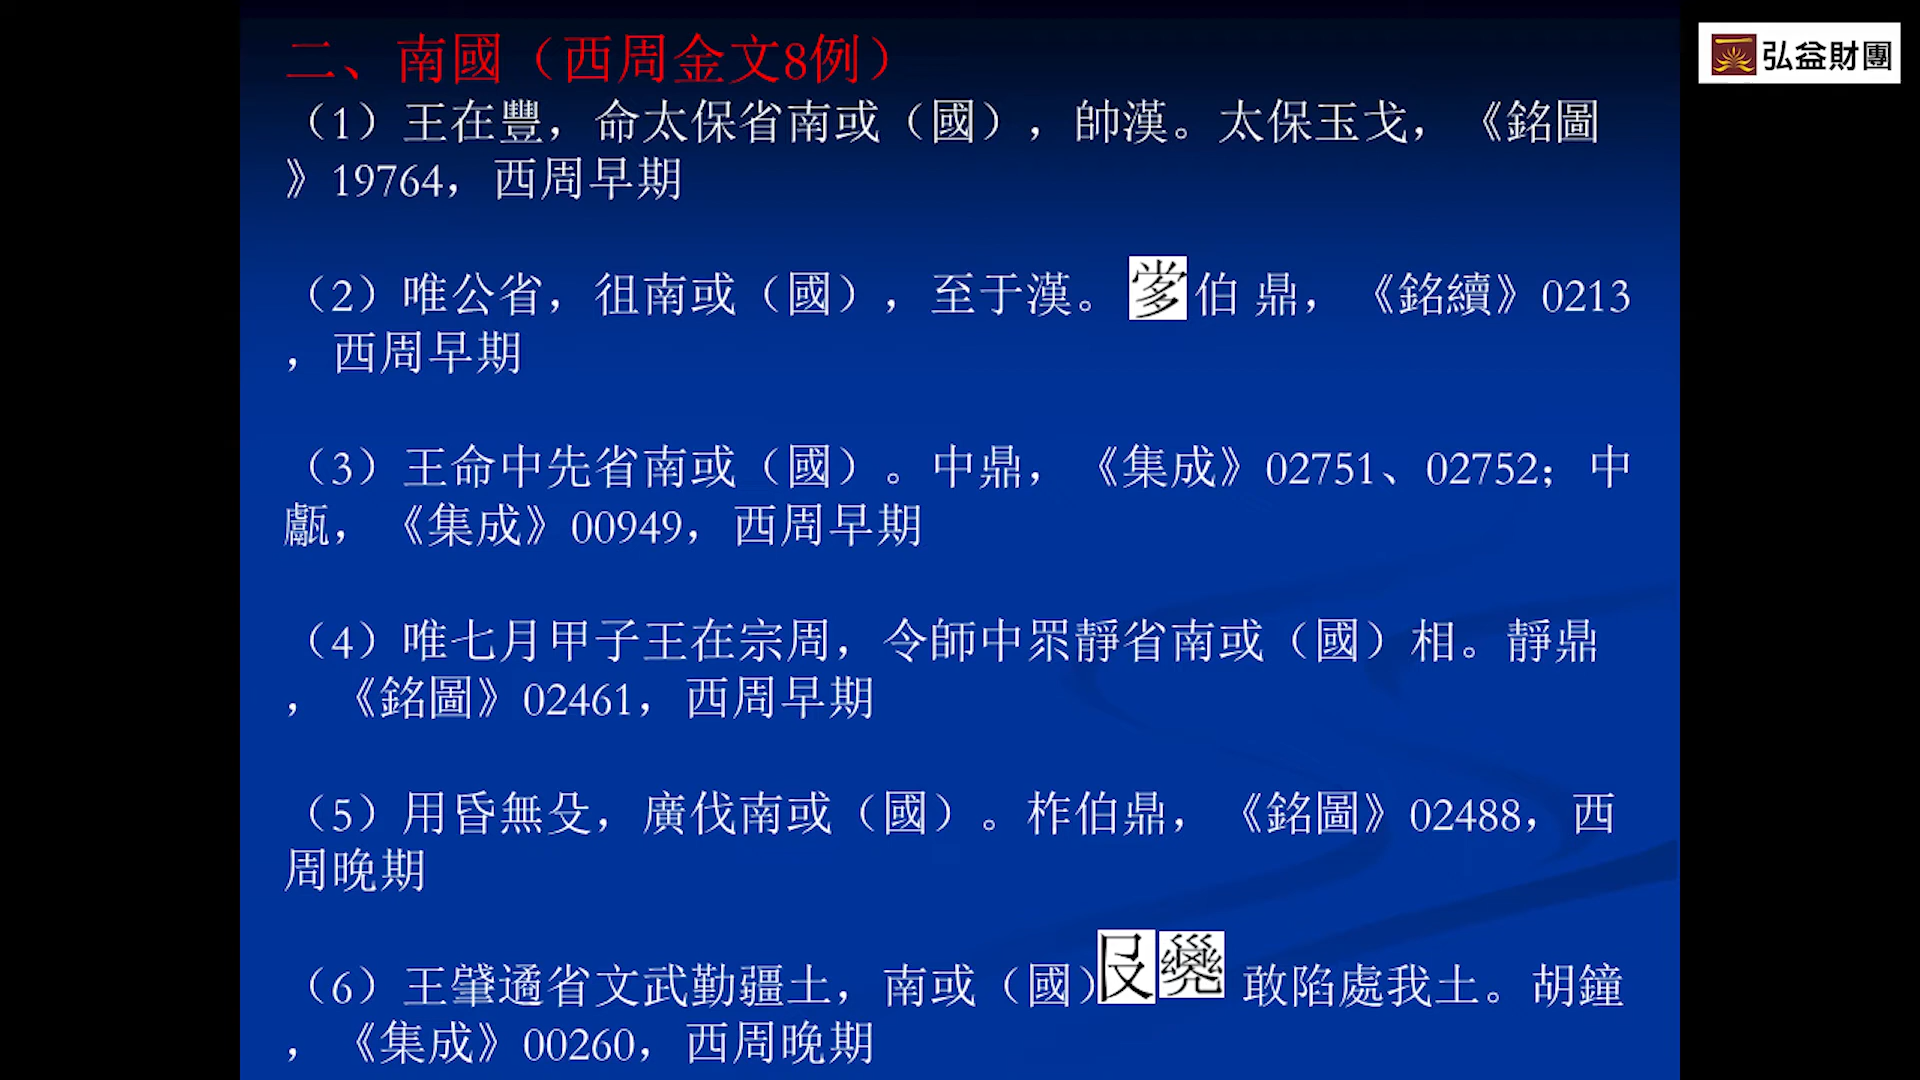 弘益財團
二、南國（西周金文8例）
（1）王在豐，命太保省南或（國），帥漢。太保玉戈，《銘圖
》19764，西周早期
（2）唯公省，徂南或（國），至于漢。伯 鼎，《銘續》0213
，西周早期
（3）王命中先省南或（國）。中鼎，《集成》02751、02752；中
甗，《集成》00949，西周早期
（4）唯七月甲子王在宗周，令師中眔靜省南或（國）相。靜鼎
，《銘圖》02461，西周早期
（5）用昏無殳，廣伐南或（國）。柞伯鼎，《銘圖》02488，西
周晚期
（6）王肇遹省文武勤疆土，南或（國）𠬝 敢陷處我土。胡鐘
，《集成》00260，西周晚期